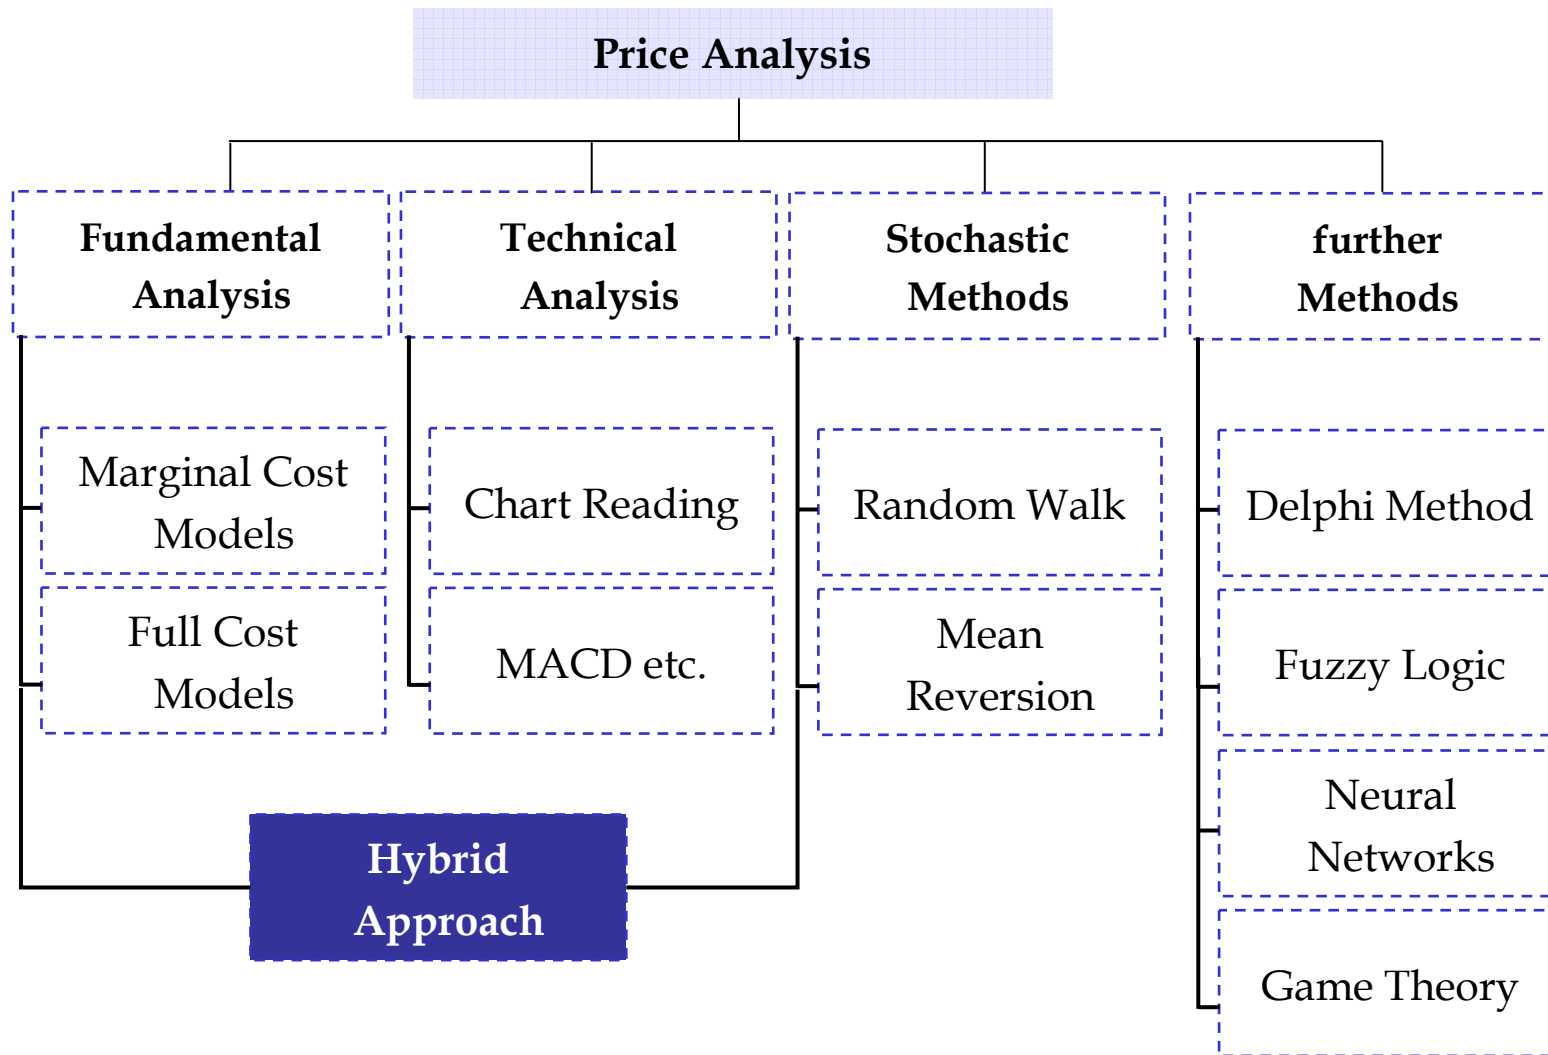 Price Analysis
Fundamental
Analysis
Technical
Analysis
Stochastic
Methods
further
Methods
Marginal Cost
Models
Chart Reading
Random Walk
Delphi Method
Full Cost
Models
MACD etc.
Mean
Reversion
Fuzzy Logic
Neural
Networks
Hybrid
Approach
Game Theory